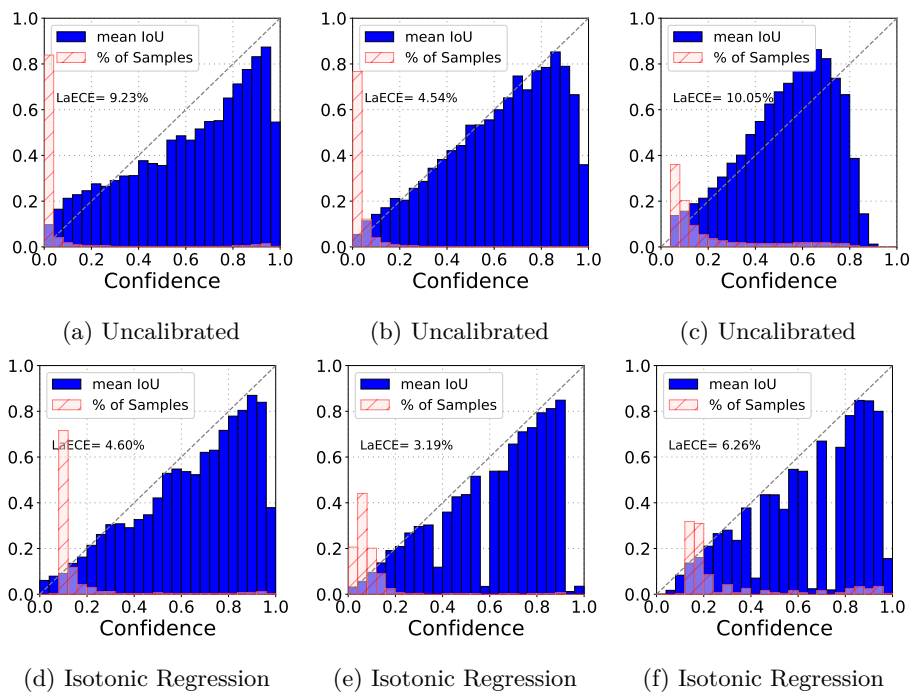 mean IoU
% of Samples
LaECE= 9.23%
1.0
0.8
0.6
0.4
0.2
0.0
0.0 0.2 0.4 0.6 0.8 1.0
Confidence
(a) Uncalibrated
mean IoU
% of Samples
LaECE= 4.54%
1.0
0.8
0.6
0.4
0.2
0.0
0.0 0.2 0.4 0.6 0.8 1.0
Confidence
(b) Uncalibrated
mean IoU
% of Samples
LaECE= 10.05%
1.0
0.8
0.6
0.4
0.2
0.0
0.0 0.2 0.4 0.6 0.8 1.0
Confidence
(c) Uncalibrated
mean IoU
% of Samples
LaECE= 4.60%
1.0
0.8
0.6
0.4
0.2
0.0
0.0 0.2 0.4 0.6 0.8 1.0
Confidence
(d) Isotonic Regression
mean IoU
% of Samples
LaECE= 3.19%
1.0
0.8
0.6
0.4
0.2
0.0
0.0 0.2 0.4 0.6 0.8 1.0
Confidence
(e) Isotonic Regression
mean IoU
% of Samples
LaECE= 6.26%
1.0
0.8
0.6
0.4
0.2
0.0
0.0 0.2 0.4 0.6 0.8 1.0
Confidence
(f) Isotonic Regression